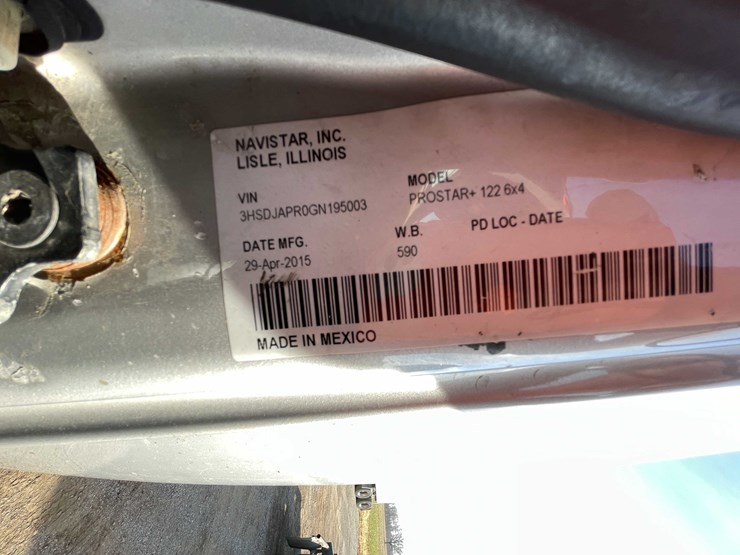 NAVISTAR, INC.
LISLE, ILLINOIS
VIN
3HSDJAPR0GN195003
MODEL
PROSTAR+ 122 6x4
DATE MFG.
29-Apr-2015
W.B.
590
PD LOC - DATE
MADE IN MEXICO